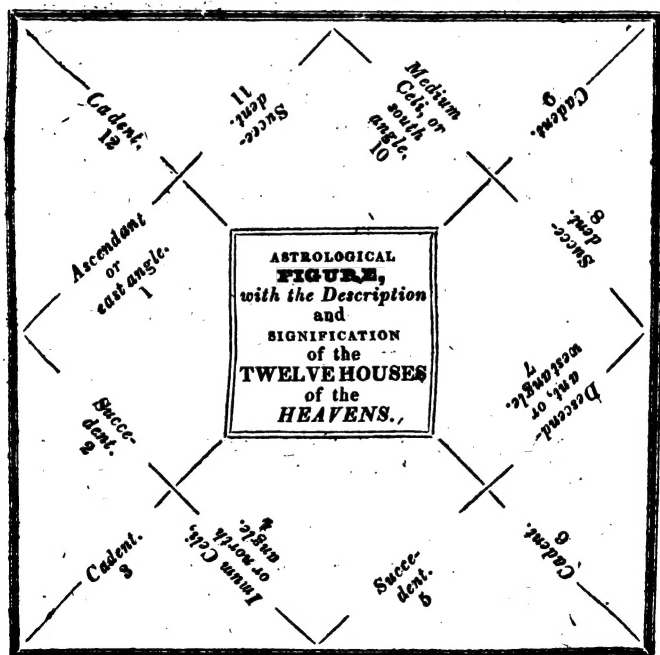 Cadent.
12
11
Succe-
dent.
Medium
Celi, or
south
angle.
10
Cadent.
9
Ascendant
or
east angle.
1
ASTROLOGICAL
FIGURE,
with the Description
and
SIGNIFICATION
of the
TWELVE HOUSES
of the
HEAVENS.
Succe-
dent.
8
Descend-
ant, or
west angle.
7
Succe-
dent.
2
Cadent.
3
Imum Celi,
or north
angle.
4
Succe-
dent.
5
Cadent.
6